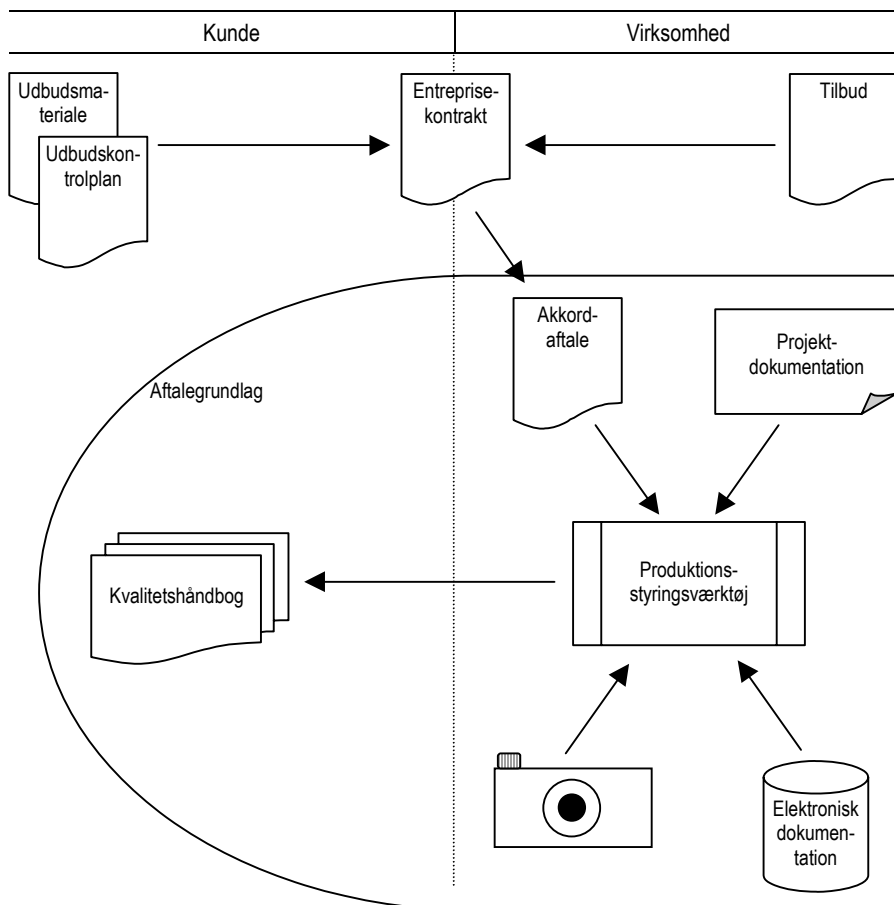 Kunde
Virksomhed
Udbudsma-
teriale
Udbudskon-
trolplan
Entreprise-
kontrakt
Tilbud
Akkord-
aftale
Projekt-
dokumentation
Aftalegrundlag
Kvalitetshåndbog
Produktions-
styringsværktøj
Elektronisk
dokumen-
tation